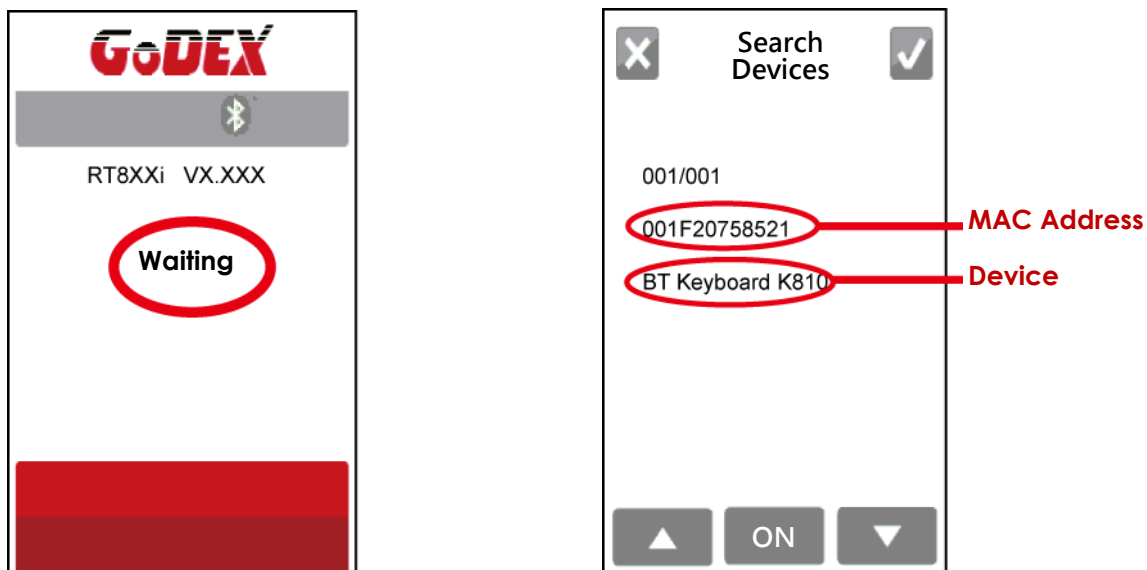 GoDEX
RT8XXi VX.XXX
Waiting
Search
Devices
001/001
001F20758521
MAC Address
BT Keyboard K810
Device
ON